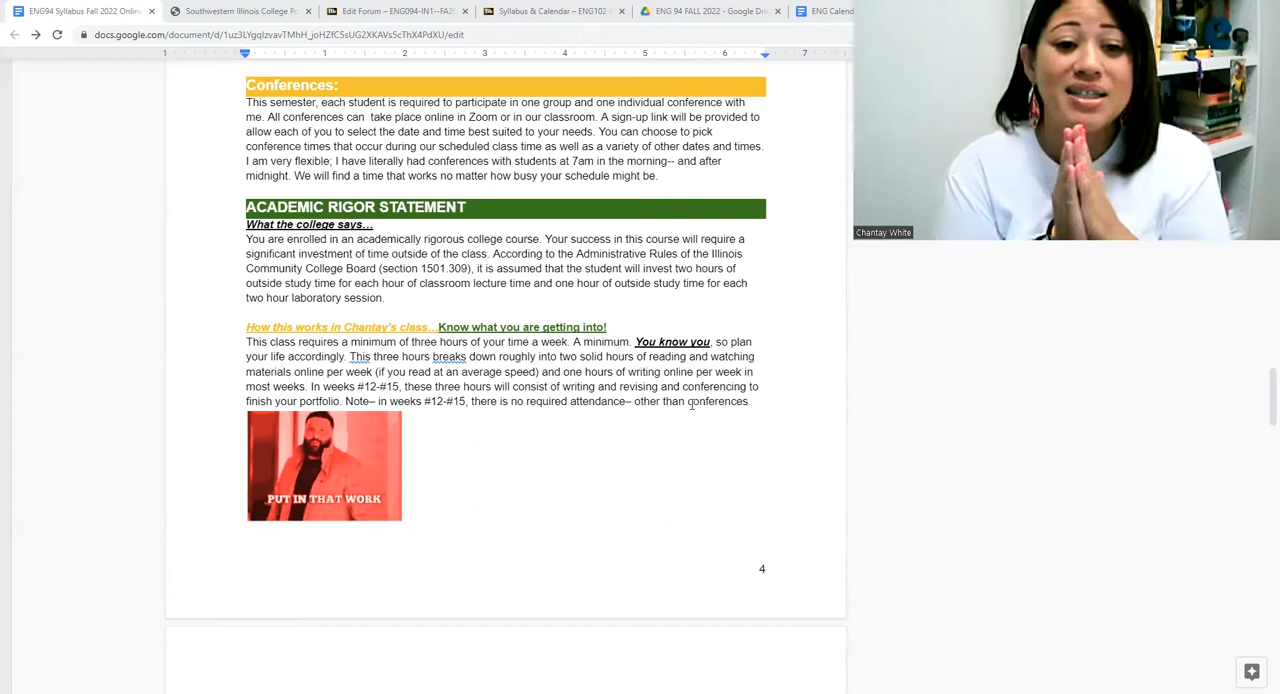 ENG94 Syllabus Fall 2022 Onlin
Southwestern Illinois College Po
Edit Forum – ENG094-IN1--FA2
Syllabus & Calendar – ENG102-
ENG 94 FALL 2022 - Google Dri
ENG Calend
docs.google.com/document/d/1uz3LYgqIzvavTMhH_joHZfC5sUG2XKAVs5cThX4PdXU/edit
1 1 2 3 4 5 6 7
Conferences:
This semester, each student is required to participate in one group and one individual conference with
me. All conferences can take place online in Zoom or in our classroom. A sign-up link will be provided to
allow each of you to select the date and time best suited to your needs. You can choose to pick
conference times that occur during our scheduled class time as well as a variety of other dates and times.
I am very flexible; I have literally had conferences with students at 7am in the morning-- and after
midnight. We will find a time that works no matter how busy your schedule might be.
ACADEMIC RIGOR STATEMENT
What the college says…
You are enrolled in an academically rigorous college course. Your success in this course will require a
significant investment of time outside of the class. According to the Administrative Rules of the Illinois
Community College Board (section 1501.309), it is assumed that the student will invest two hours of
outside study time for each hour of classroom lecture time and one hour of outside study time for each
two hour laboratory session.
How this works in Chantay's class…Know what you are getting into!
This class requires a minimum of three hours of your time a week. A minimum. You know you, so plan
your life accordingly. This three hours breaks down roughly into two solid hours of reading and watching
materials online per week (if you read at an average speed) and one hours of writing online per week in
most weeks. In weeks #12-#15, these three hours will consist of writing and revising and conferencing to
finish your portfolio. Note– in weeks #12-#15, there is no required attendance– other than conferences.
PUT IN THAT WORK
4
Chantay White